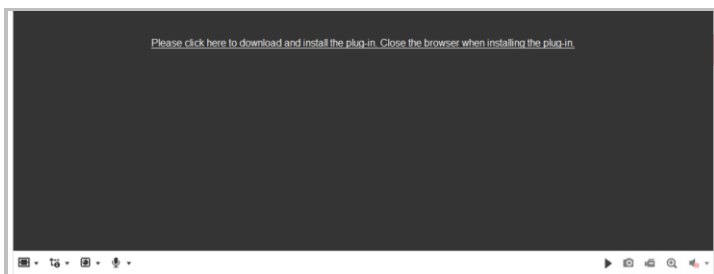 Please click here to download and install the plug-in. Close the browser when installing the plug-in.